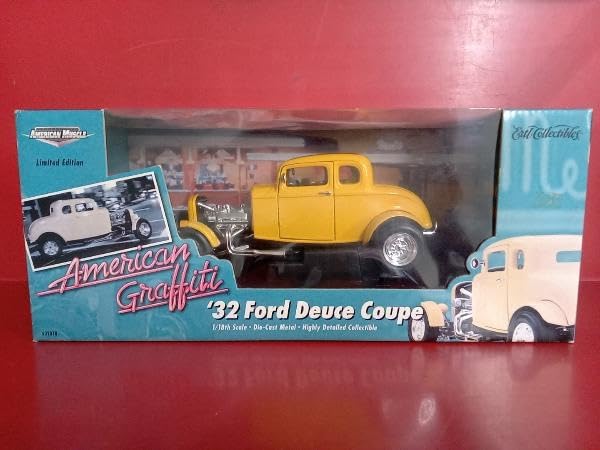 AMERICAN MUSCLE
Limited Edition
Ertl Collectibles
Me
American
Graffiti
'32 Ford Deuce Coupe
1/18th Scale • Die-Cast Metal • Highly Detailed Collectible